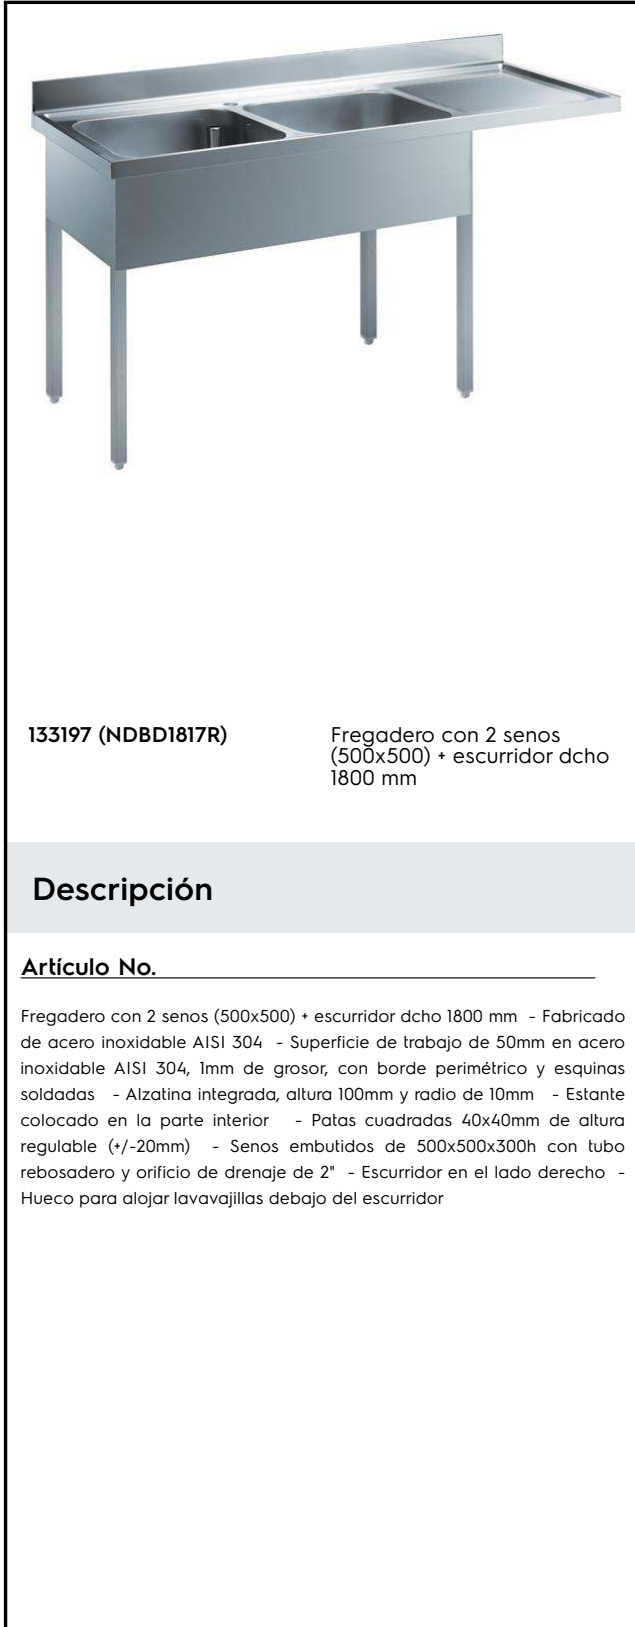 133197 (NDBD1817R)
Fregadero con 2 senos
(500x500) + escurridor dcho
1800 mm
Descripción
Artículo No.
Fregadero con 2 senos (500x500) + escurridor dcho 1800 mm - Fabricado
de acero inoxidable AISI 304 - Superficie de trabajo de 50mm en acero
inoxidable AISI 304, 1mm de grosor, con borde perimétrico y esquinas
soldadas - Alzatina integrada, altura 100mm y radio de 10mm - Estante
colocado en la parte interior - Patas cuadradas 40x40mm de altura
regulable (+/-20mm) - Senos embutidos de 500x500x300h con tubo
rebosadero y orificio de drenaje de 2" - Escurridor en el lado derecho -
Hueco para alojar lavavajillas debajo del escurridor